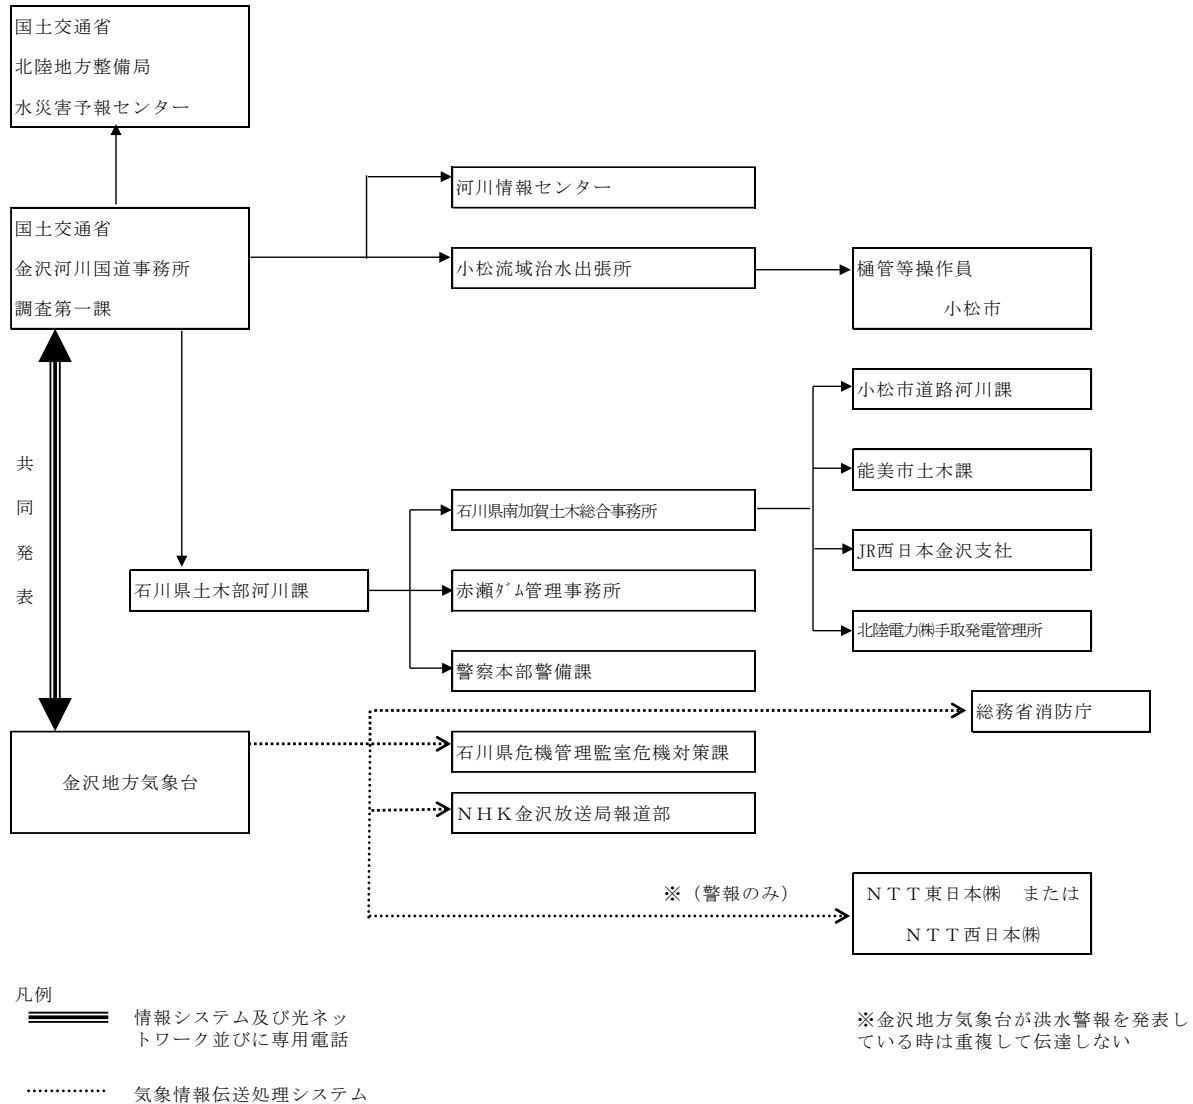 国土交通省
北陸地方整備局
水災害予報センター
河川情報センター
国土交通省
金沢河川国道事務所
調査第一課
小松流域治水出張所
樋管等操作員
小松市
小松市道路河川課
共同発表
能美市土木課
石川県南加賀土木総合事務所
JR西日本金沢支社
石川県土木部河川課
赤瀬ﾀﾞﾑ管理事務所
北陸電力㈱手取発電管理所
警察本部警備課
総務省消防庁
金沢地方気象台
石川県危機管理監室危機対策課
ＮＨＫ金沢放送局報道部
※（警報のみ）
ＮＴＴ東日本㈱　または
ＮＴＴ西日本㈱
凡例
情報システム及び光ネッ
トワーク並びに専用電話
※金沢地方気象台が洪水警報を発表し
ている時は重複して伝達しない
気象情報伝送処理システム